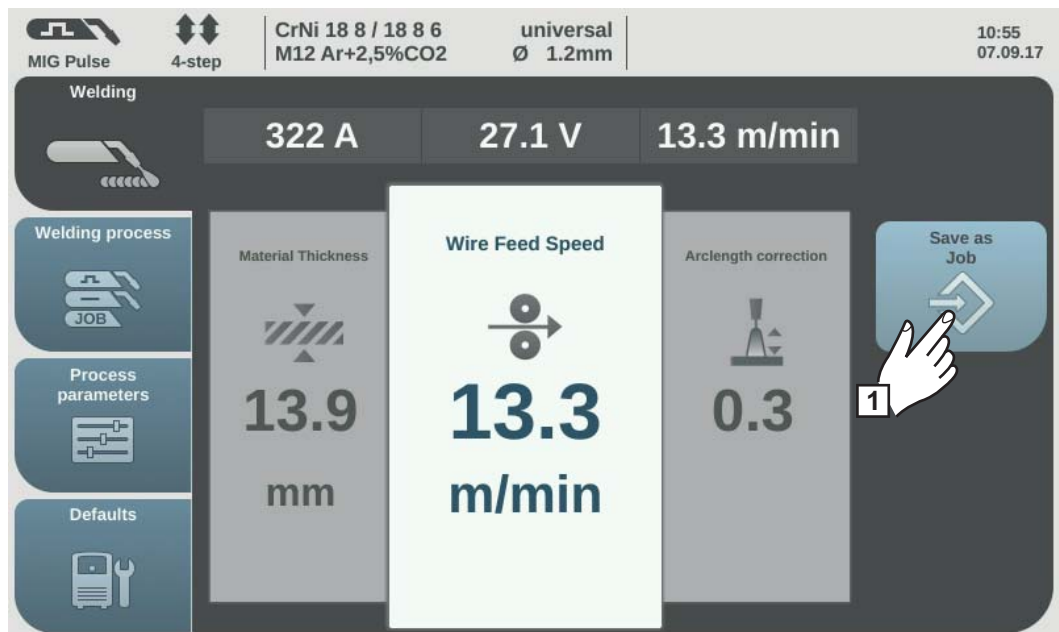 MIG Pulse
4-step
CrNi 18 8 / 18 8 6 universal
M12 Ar+2,5%CO2 Ø 1.2mm
10:55
07.09.17
Welding
322 A 27.1 V 13.3 m/min
Welding process
JOB
Process
parameters
Defaults
Material Thickness
13.9
mm
Wire Feed Speed
13.3
m/min
Arclength correction
0.3
Save as
Job
1